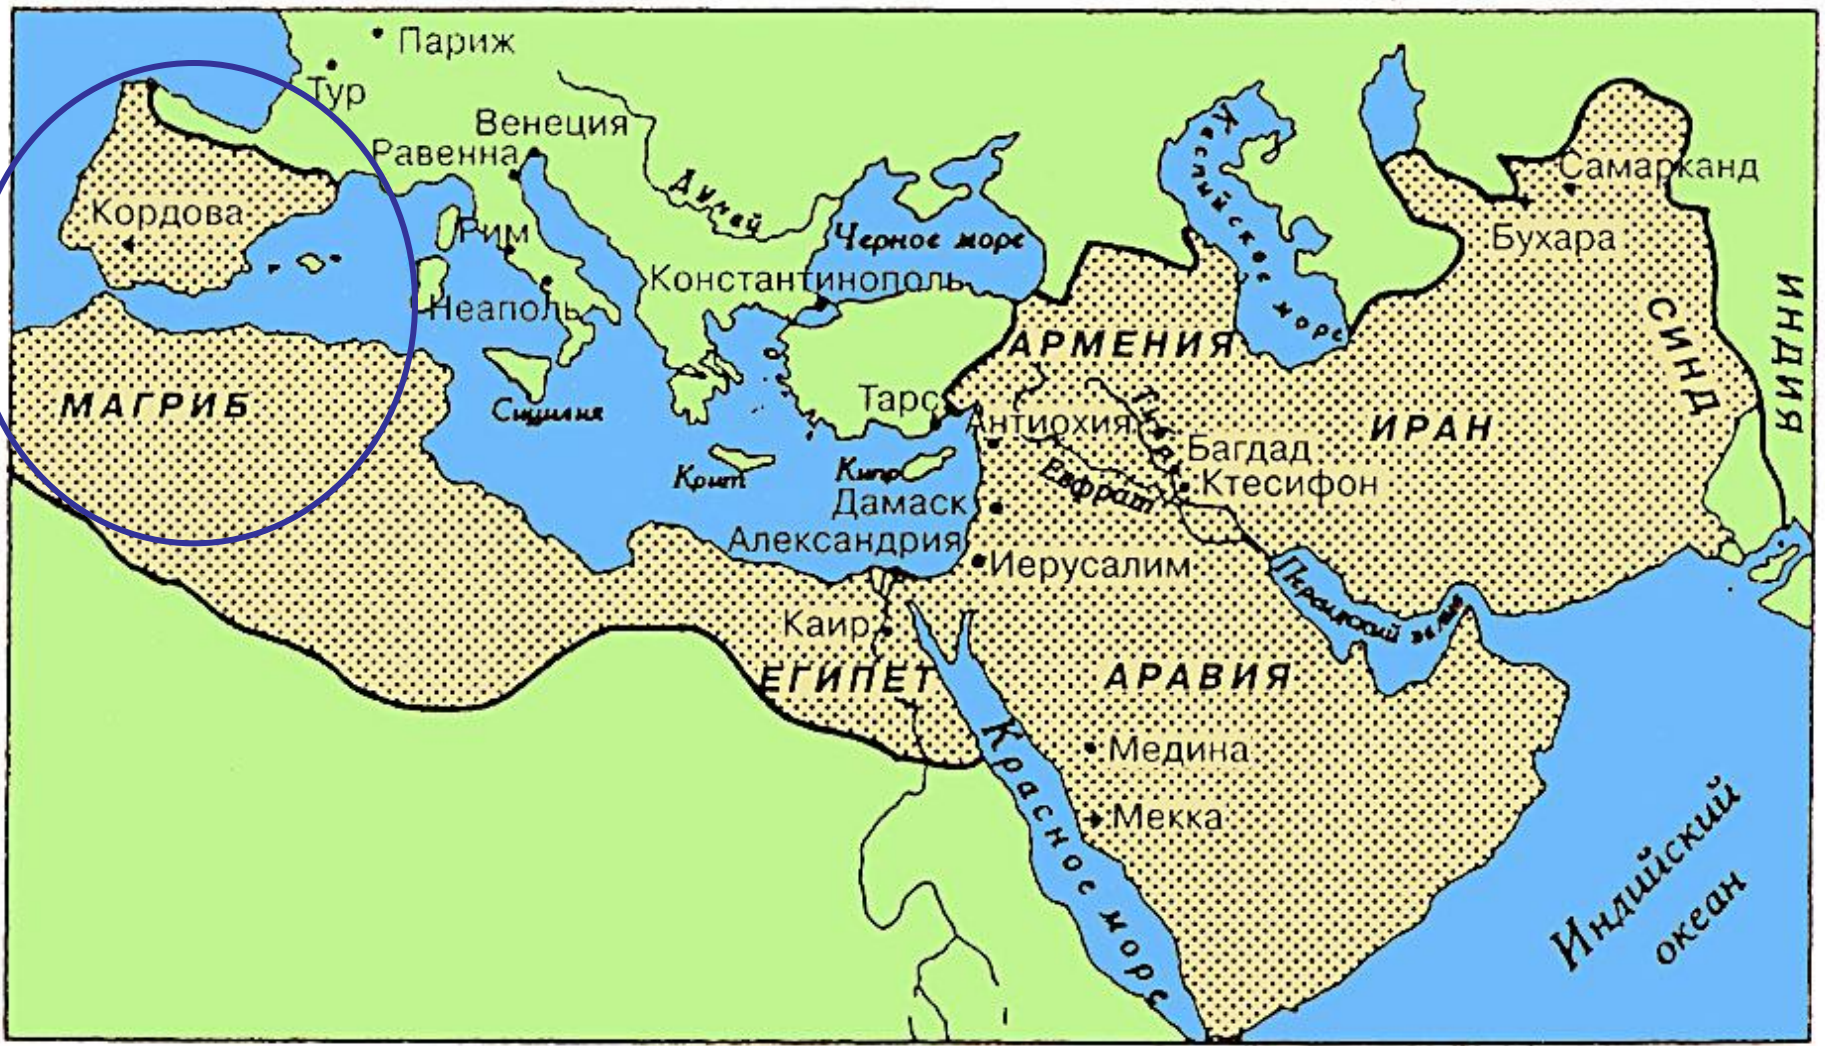 Париж
Тур
Венеция
Равенна
Дунай
Каспийское море
Самарканд
Кордова
Рим
Черное море
Бухара
Константинополь
Неаполь
СИНД
ИНДИЯ
АРМЕНИЯ
МАГРИБ
Сицилия
Тарс
Антиохия
Тигр
ИРАН
Багдад
Крит
Кипр
Евфрат
Ктесифон
Дамаск
Александрия
Иерусалим
Персидский залив
Каир
ЕГИПЕТ
АРАВИЯ
Красное море
Медина
Мекка
Индийский
океан